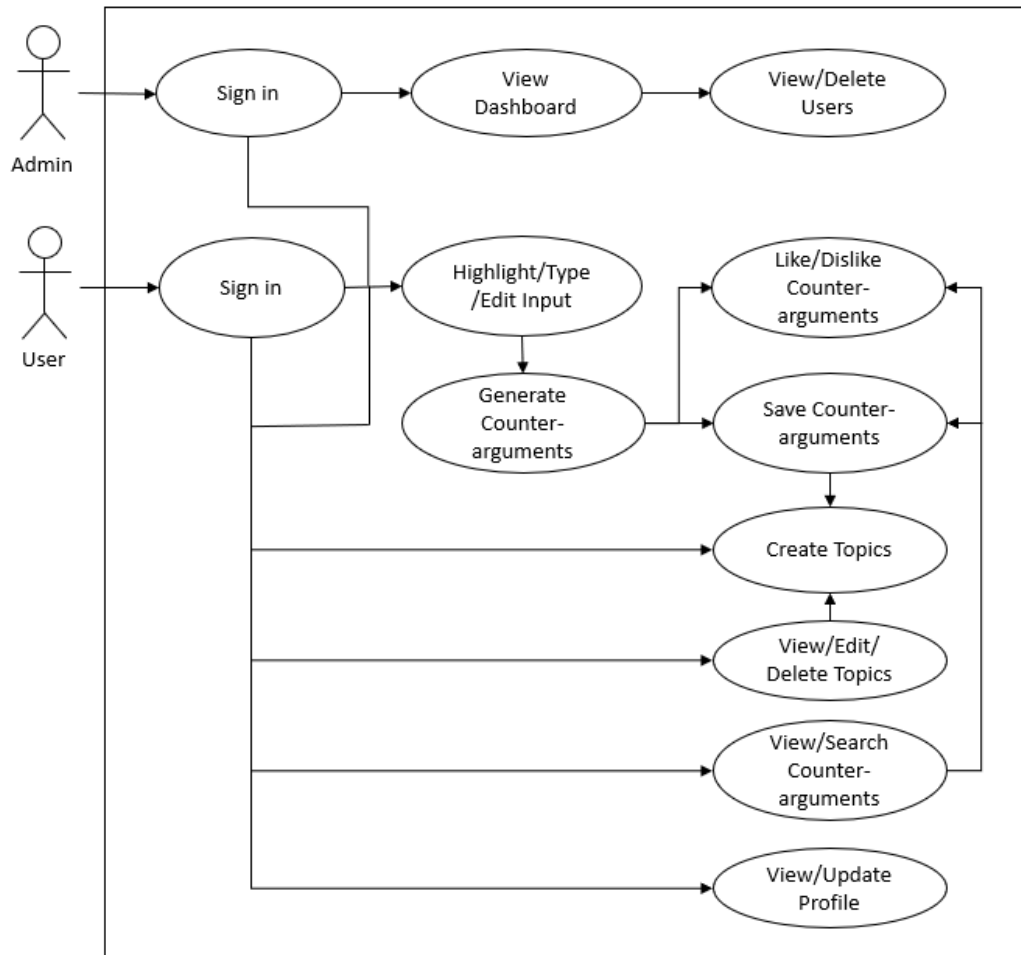 Sign in
View
Dashboard
View/Delete
Users
Admin
Sign in
Highlight/Type
/Edit Input
Like/Dislike
Counter-
arguments
User
Generate
Counter-
arguments
Save Counter-
arguments
Create Topics
View/Edit/
Delete Topics
View/Search
Counter-
arguments
View/Update
Profile